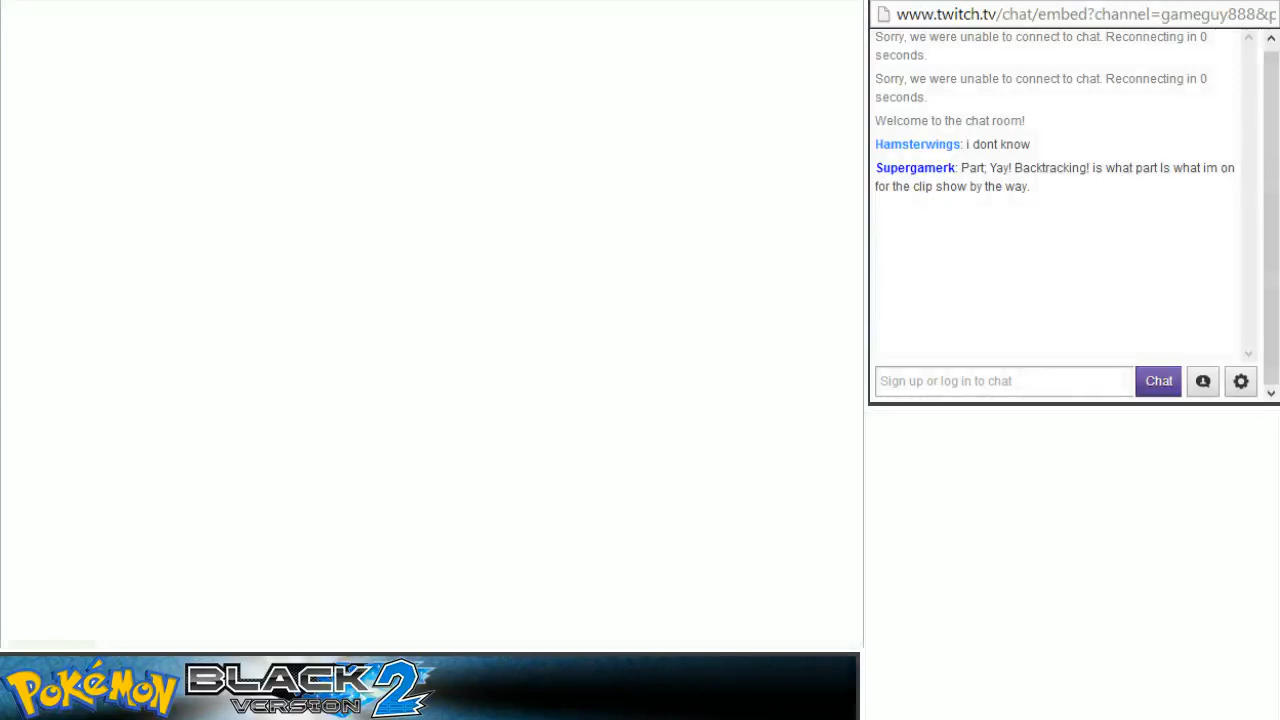 www.twitch.tv/chat/embed?channel=gameguy888&p
Sorry, we were unable to connect to chat. Reconnecting in 0
seconds.
Sorry, we were unable to connect to chat. Reconnecting in 0
seconds.
Welcome to the chat room!
Hamsterwings: i dont know
Supergamerk: Part; Yay! Backtracking! is what part Is what im on
for the clip show by the way.
Sign up or log in to chat
Chat
POKéMON
BLACK 2
VERSION